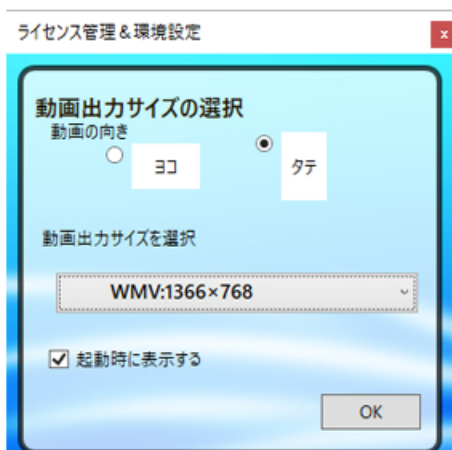 ライセンス管理＆環境設定
x
動画出力サイズの選択
動画の向き
ヨコ
タテ
動画出力サイズを選択
WMV:1366×768
起動時に表示する
OK